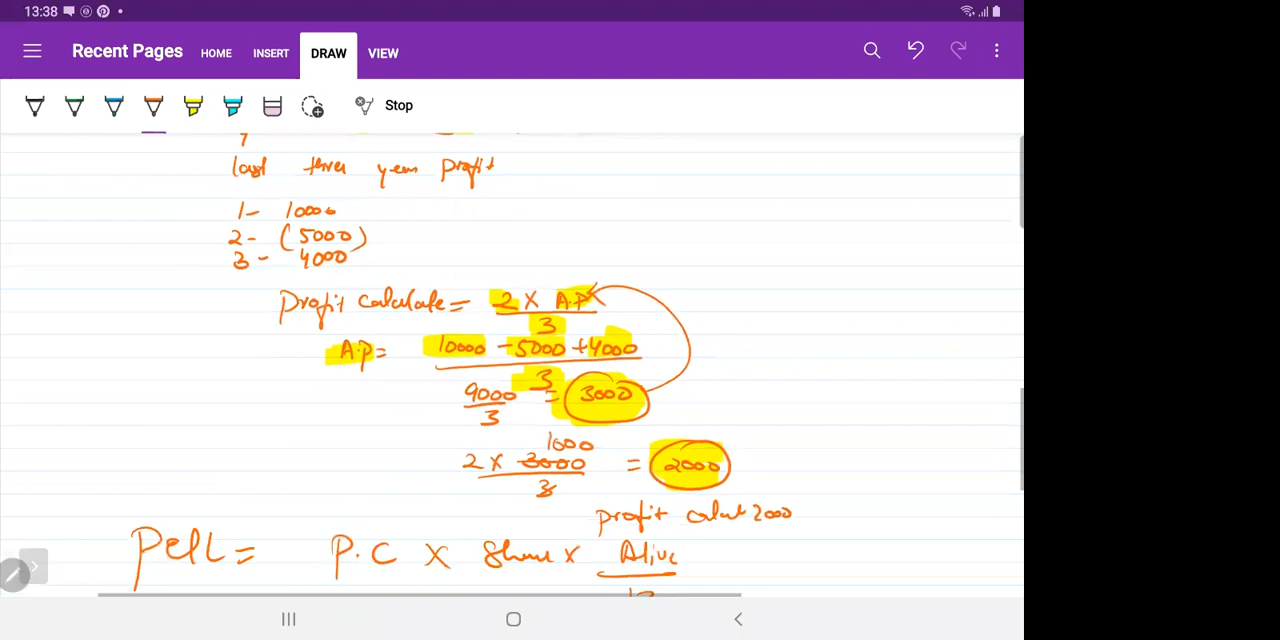 13:38
Recent Pages HOME INSERT DRAW VIEW
Stop
last three year profit
1- 10000
2- (5000)
3- 4000
Profit calculate = 2 X A.P
3
A.P = 10000 - 5000 + 4000
3
9000 = 3000
3
1000
2 x 3000 = 2000
3
profit 2000
= P.C X Share x Alive